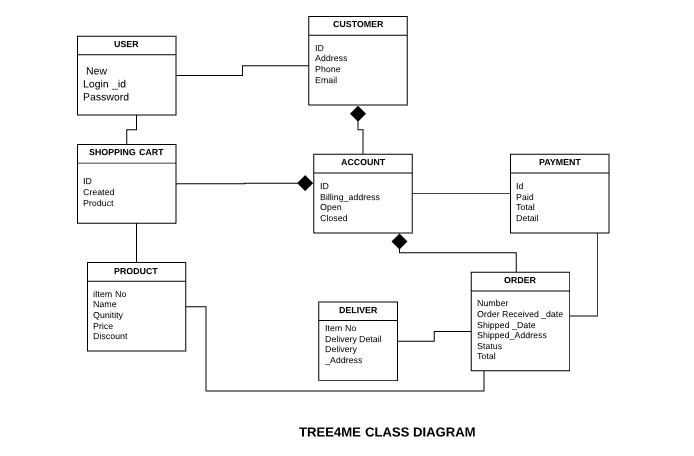 CUSTOMER
ID
Address
Phone
Email
USER
New
Login _id
Password
SHOPPING CART
ID
Created
Product
ACCOUNT
ID
Billing_address
Open
Closed
PAYMENT
Id
Paid
Total
Detail
PRODUCT
iItem No
Name
Qunitity
Price
Discount
DELIVER
Item No
Delivery Detail
Delivery
_Address
ORDER
Number
Order Received _date
Shipped _Date
Shipped_Address
Status
Total
TREE4ME CLASS DIAGRAM